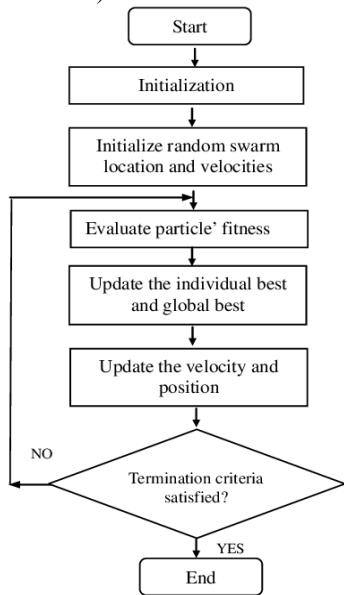 )
Start
Initialization
Initialize random swarm
location and velocities
Evaluate particle’ fitness
Update the individual best
and global best
Update the velocity and
position
NO
Termination criteria
satisfied?
YES
End